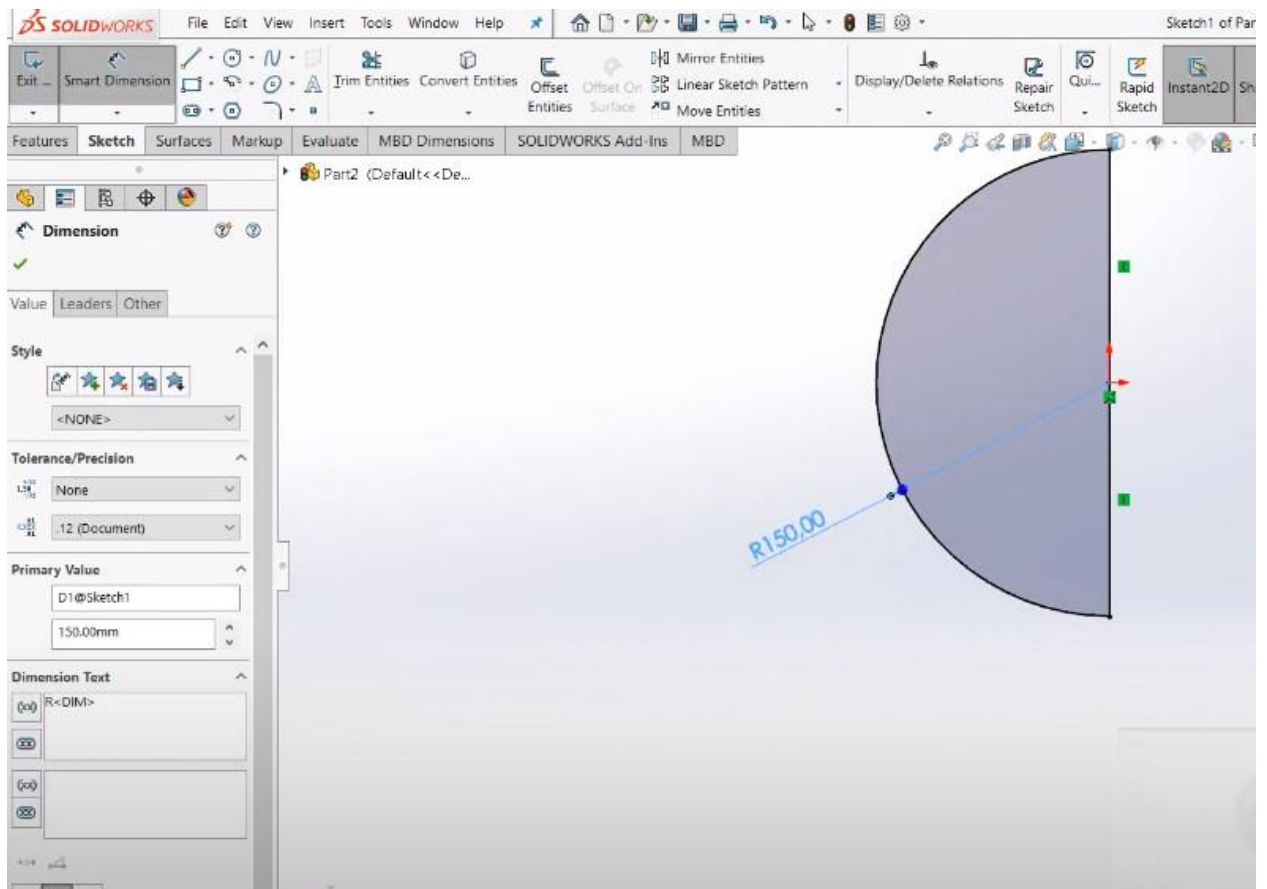 SOLIDWORKS File Edit View Insert Tools Window Help Sketch1 of Par
Exit ... Smart Dimension Trim Entities Convert Entities Offset Entities Offset On Surface Mirror Entities
Linear Sketch Pattern
Move Entities
Display/Delete Relations Repair Sketch Qui... Rapid Sketch Instant2D Sh
Features Sketch Surfaces Markup Evaluate MBD Dimensions SOLIDWORKS Add-Ins MBD
Part2 (Default<<De...
Dimension
Value Leaders Other
Style
<NONE>
Tolerance/Precision
None
.12 (Document)
Primary Value
D1@Sketch1
150.00mm
Dimension Text
R<DIM>
R150,00